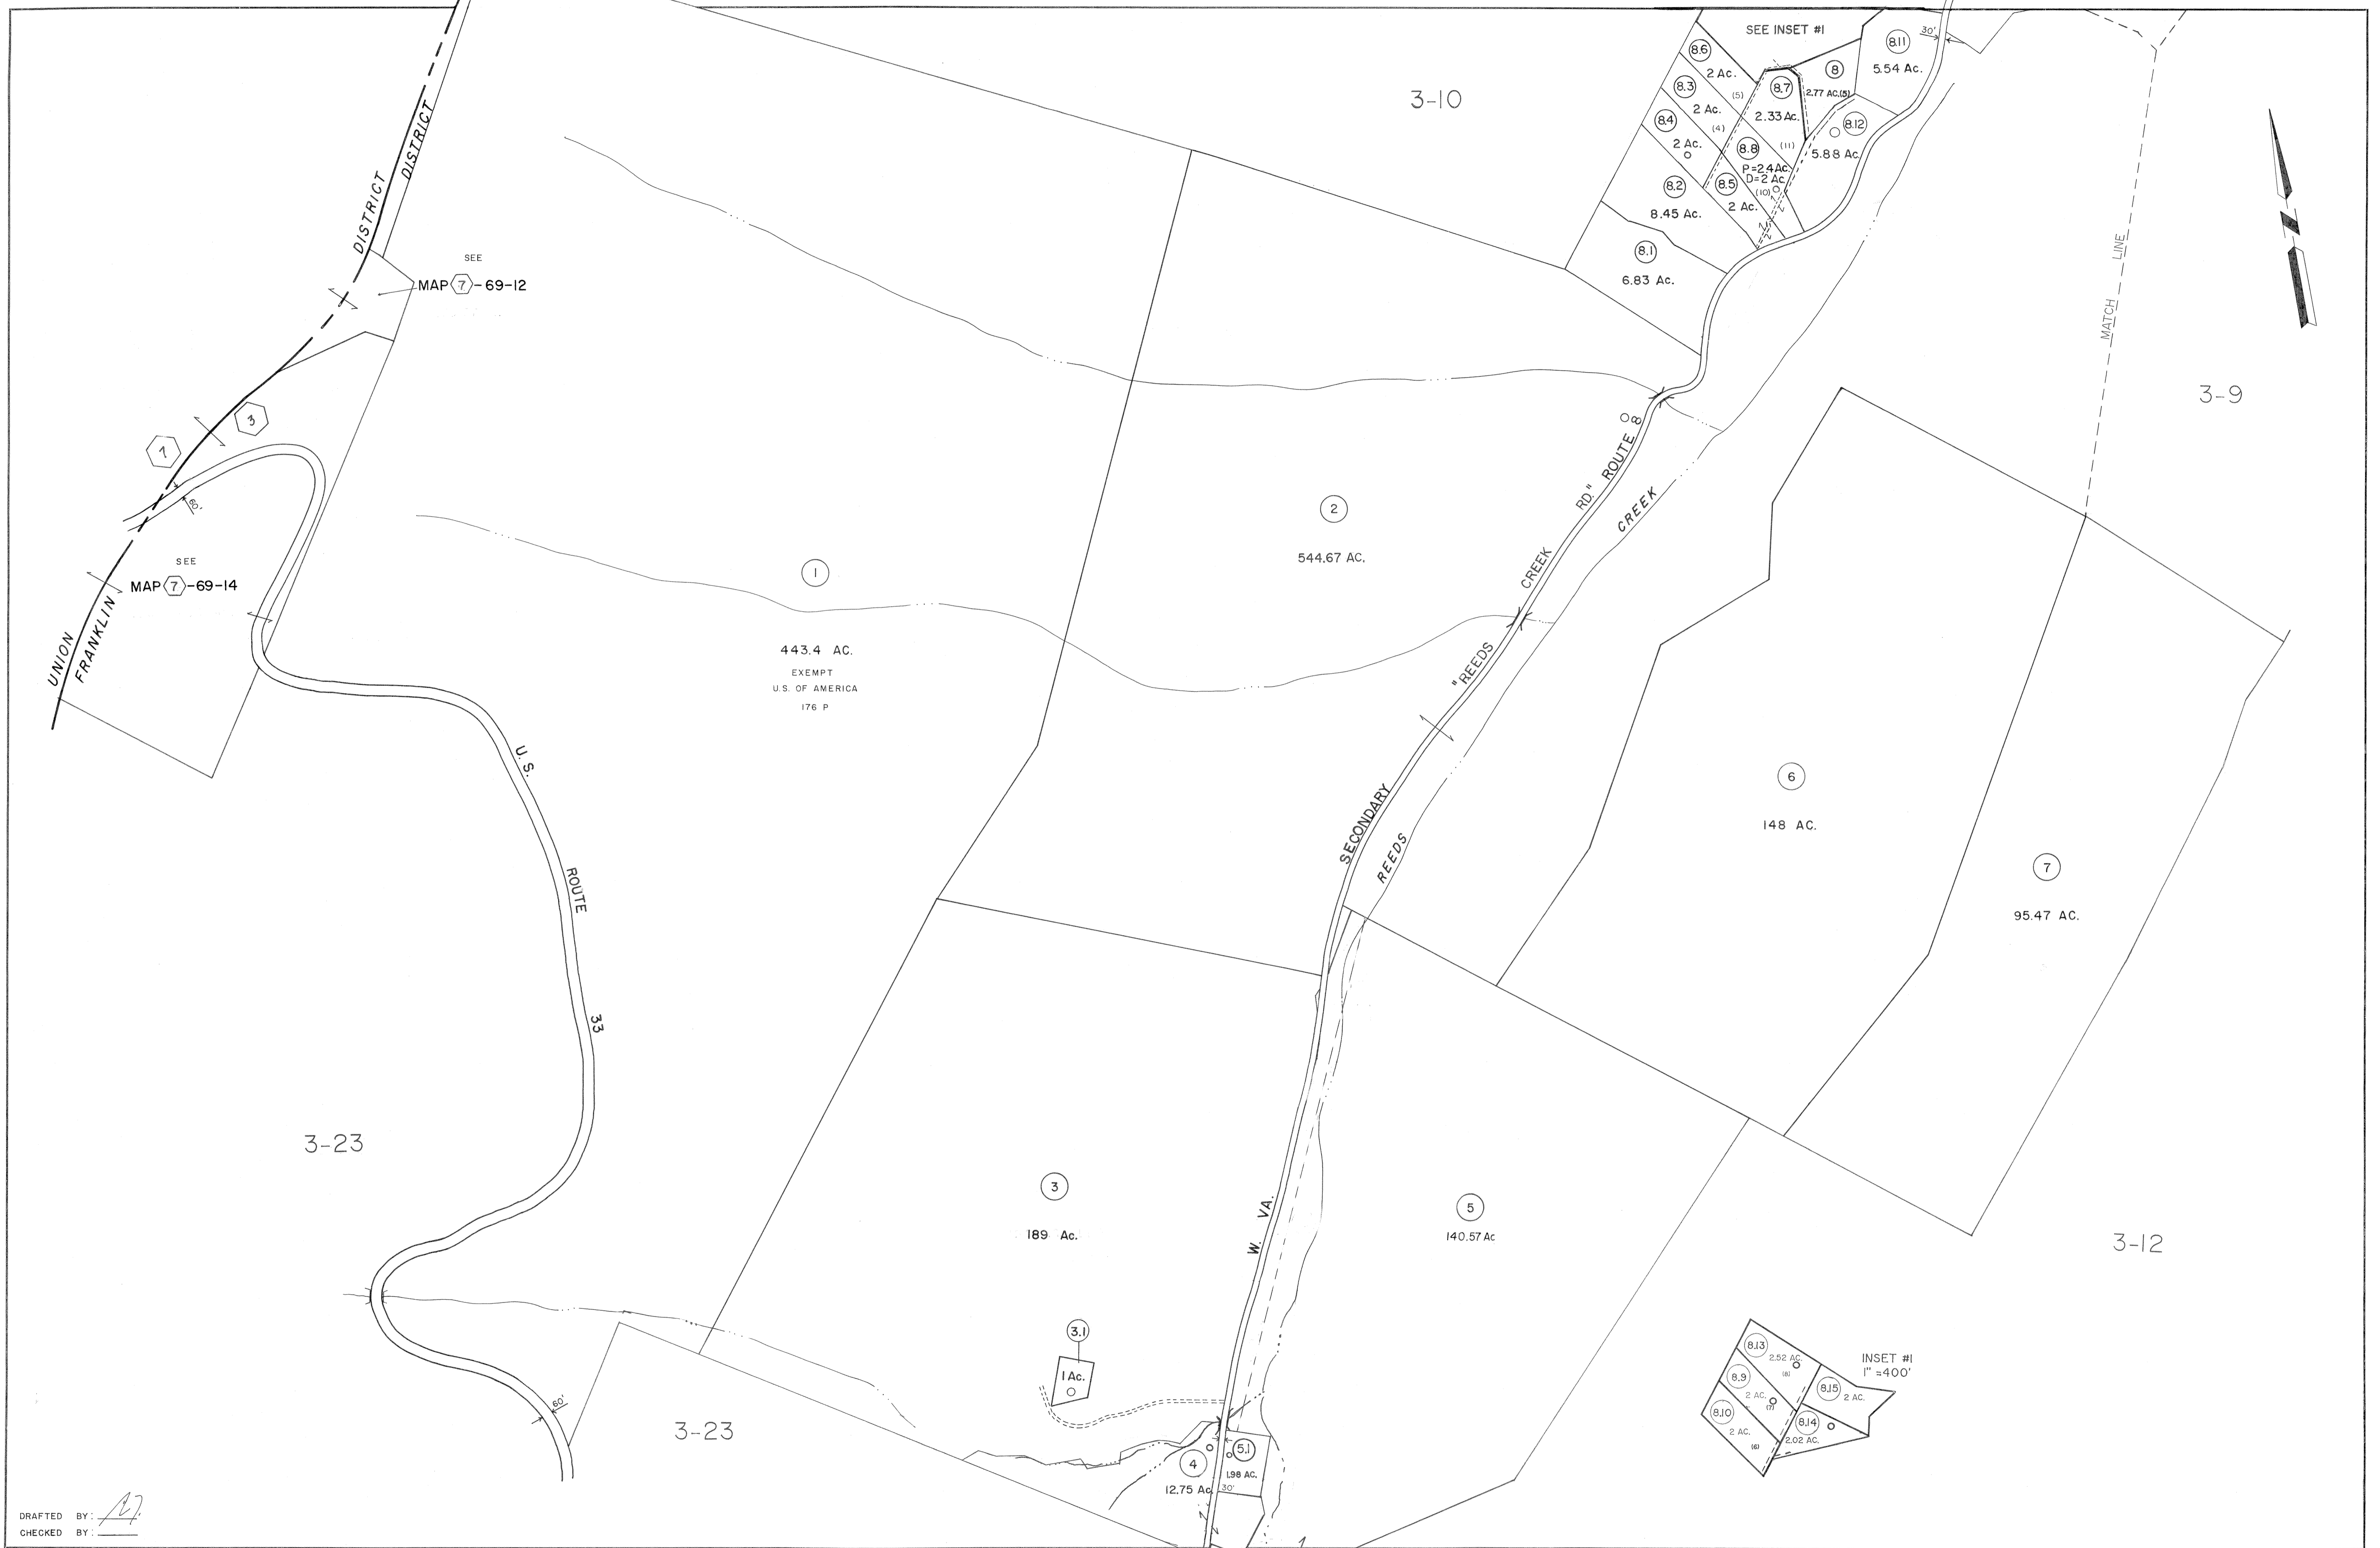 SEE INSET #1
30'
8.11
5.54 Ac.
8.6
2 Ac.
(5)
8
2.77 AC.(5)
8.7
2.33 Ac.
(11)
8.3
2 Ac.
(4)
8.4
2 Ac.
8.12
5.88 Ac.
8.8
P=2.4 Ac.
D=2 Ac.
(10)
8.5
2 Ac.
8.2
8.45 Ac.
8.1
6.83 Ac.
3-10
DISTRICT
DISTRICT
SEE
MAP 7 -69-12
MATCH LINE
3-9
7
3
60'
SEE
MAP 7 -69-14
UNION
FRANKLIN
1
443.4 AC.
EXEMPT
U.S. OF AMERICA
176 P
2
544.67 AC.
W. VA. SECONDARY "REEDS CREEK RD." ROUTE 8
REEDS CREEK
6
148 AC.
7
95.47 AC.
U. S. ROUTE 33
3-23
3
189 Ac.
5
140.57 Ac
3-12
3.1
1 Ac.
60'
3-23
4
12.75 Ac.
5.1
1.98 AC.
30'
INSET #1
1" =400'
8.13
2.52 AC.
(8)
8.9
2 AC.
(7)
8.10
2 AC.
(6)
8.15
2 AC.
8.14
2.02 AC.
DRAFTED BY:
CHECKED BY: